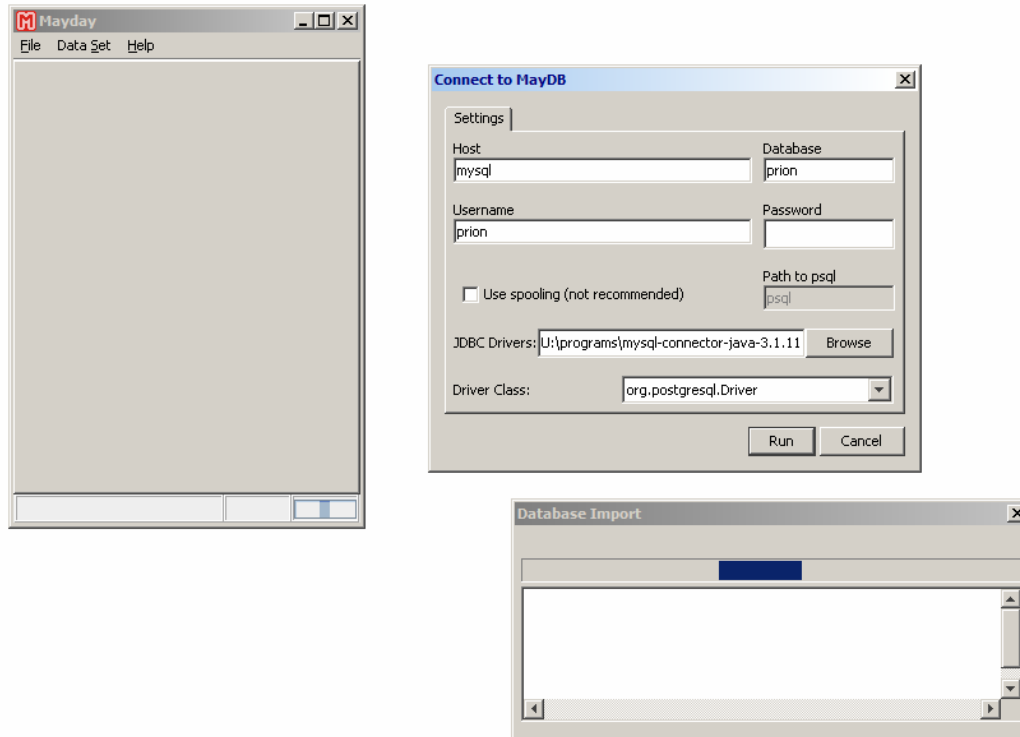 Mayday
File Data Set Help
Connect to MayDB
Settings
Host Database
mysql prion
Username Password
prion
Path to psql
Use spooling (not recommended) psql
JDBC Drivers: U:\programs\mysql-connector-java-3.1.11 Browse
Driver Class: org.postgresql.Driver
Run Cancel
Database Import